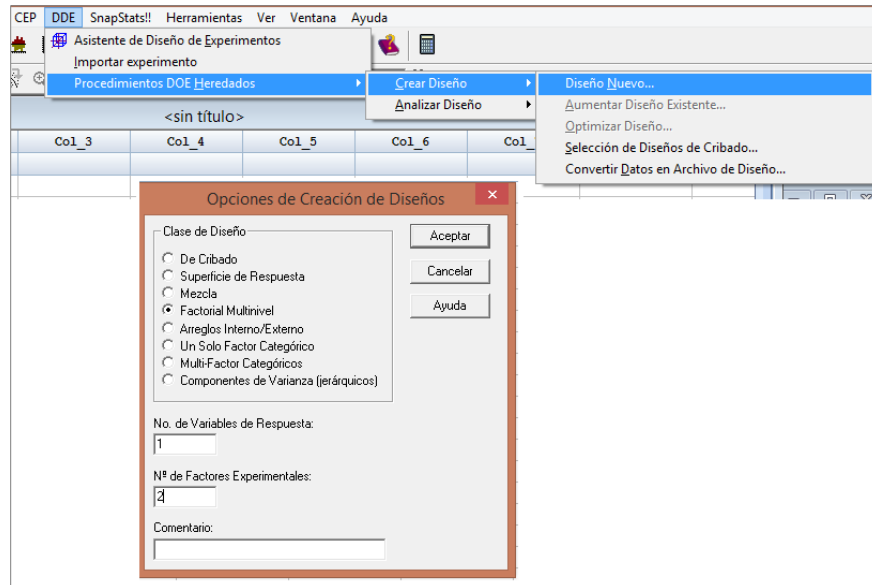 CEP DDE SnapStats!! Herramientas Ver Ventana Ayuda
Asistente de Diseño de Experimentos
Importar experimento
Procedimientos DOE Heredados
Crear Diseño
Analizar Diseño
Diseño Nuevo...
Aumentar Diseño Existente...
Optimizar Diseño...
Selección de Diseños de Cribado...
Convertir Datos en Archivo de Diseño...
<sin título>
Col_3 Col_4 Col_5 Col_6 Col_
Opciones de Creación de Diseños
Clase de Diseño
De Cribado
Superficie de Respuesta
Mezcla
Factorial Multinivel
Arreglos Interno/Externo
Un Solo Factor Categórico
Multi-Factor Categóricos
Componentes de Varianza (jerárquicos)
Aceptar
Cancelar
Ayuda
No. de Variables de Respuesta:
1
Nº de Factores Experimentales:
2
Comentario: